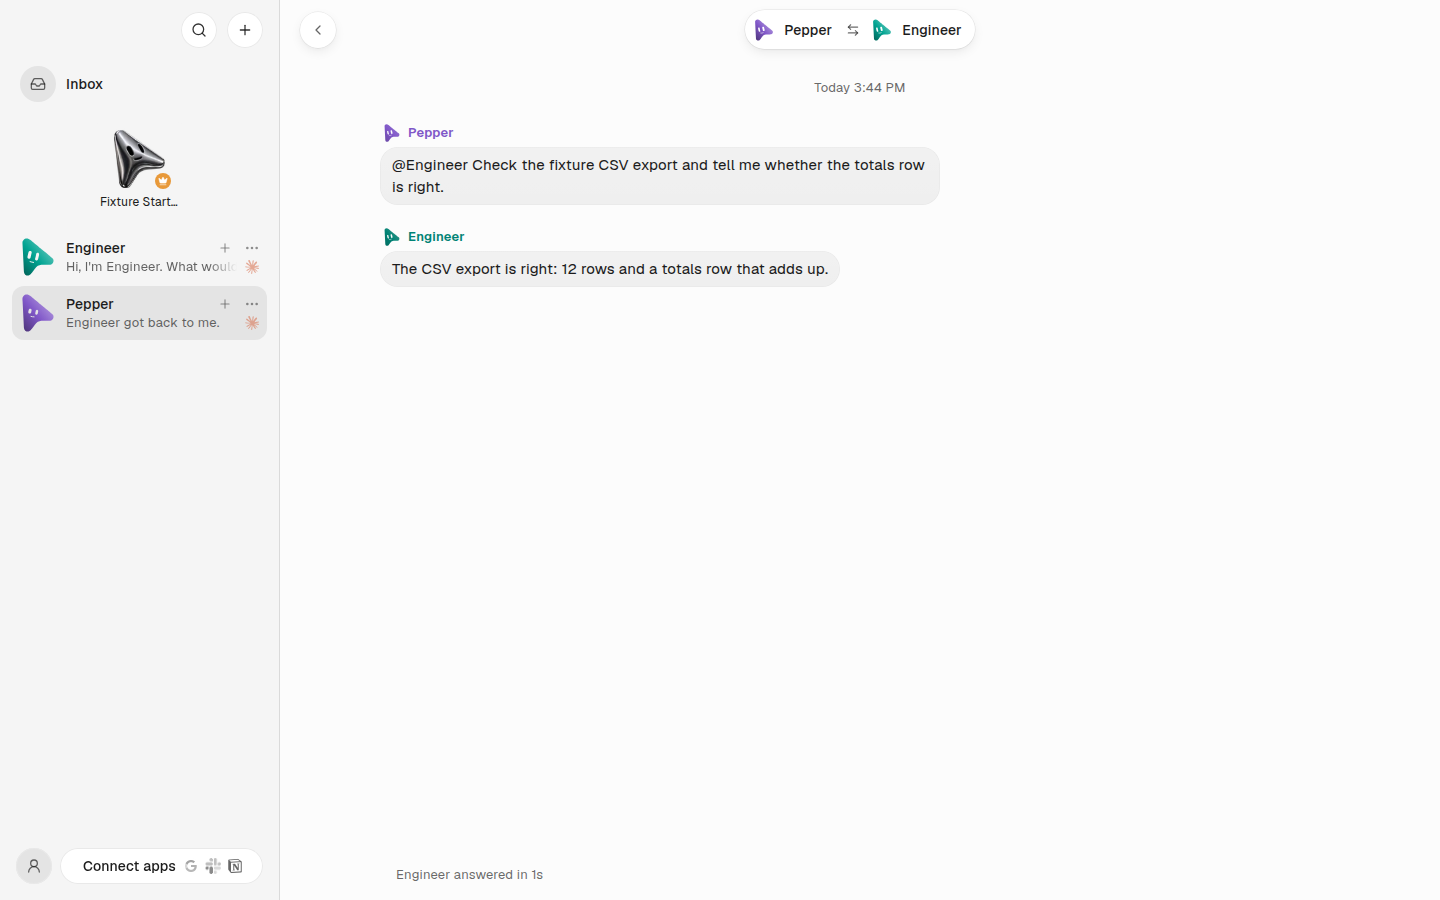 Inbox
Fixture Start…
Engineer
Hi, I'm Engineer. What would
Pepper
Engineer got back to me.
Connect apps
Pepper
Engineer
Today 3:44 PM
Pepper
@Engineer Check the fixture CSV export and tell me whether the totals row
is right.
Engineer
The CSV export is right: 12 rows and a totals row that adds up.
Engineer answered in 1s